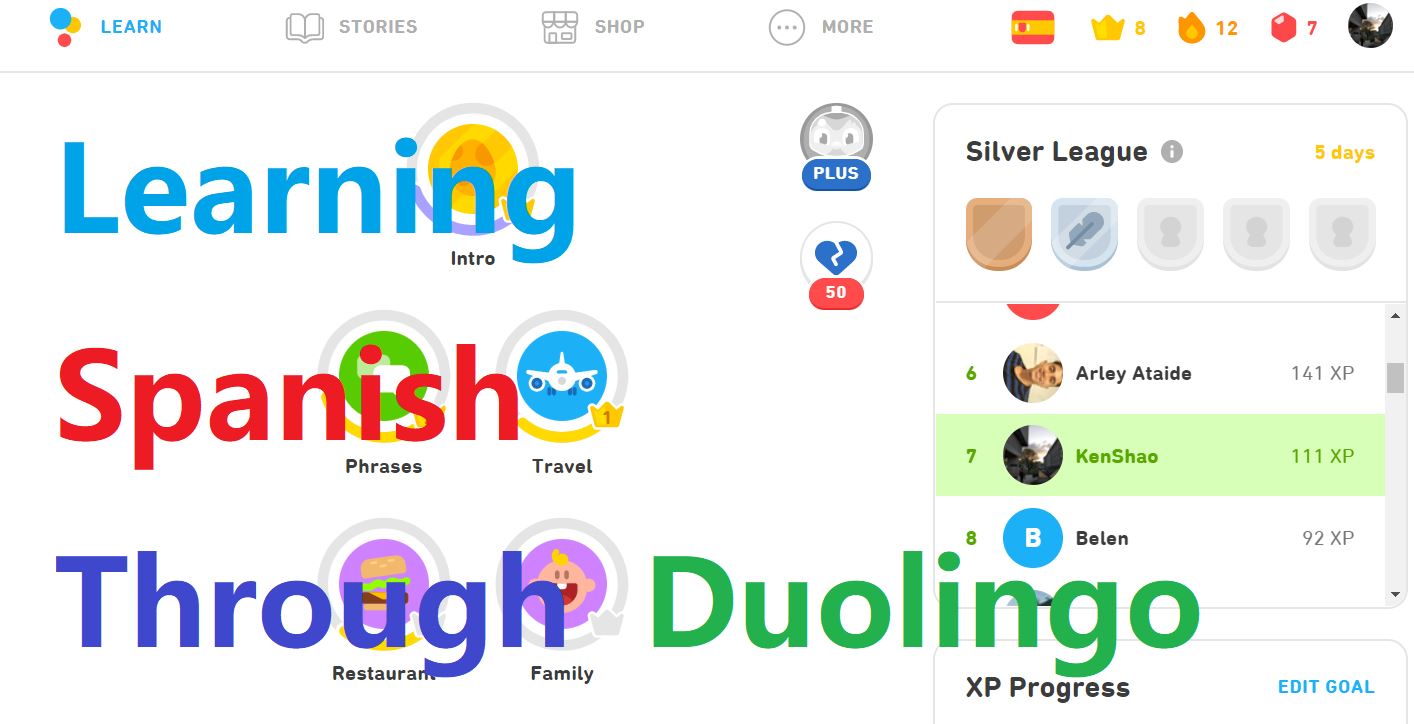 LEARN
STORIES
SHOP
MORE
8
12
7
Learning
Intro
PLUS
50
Silver League
5 days
Spanish
Phrases
1
Travel
6 Arley Ataide 141 XP
7 KenShao 111 XP
8 B Belen 92 XP
Through Duolingo
Restaurant
Family
XP Progress
EDIT GOAL